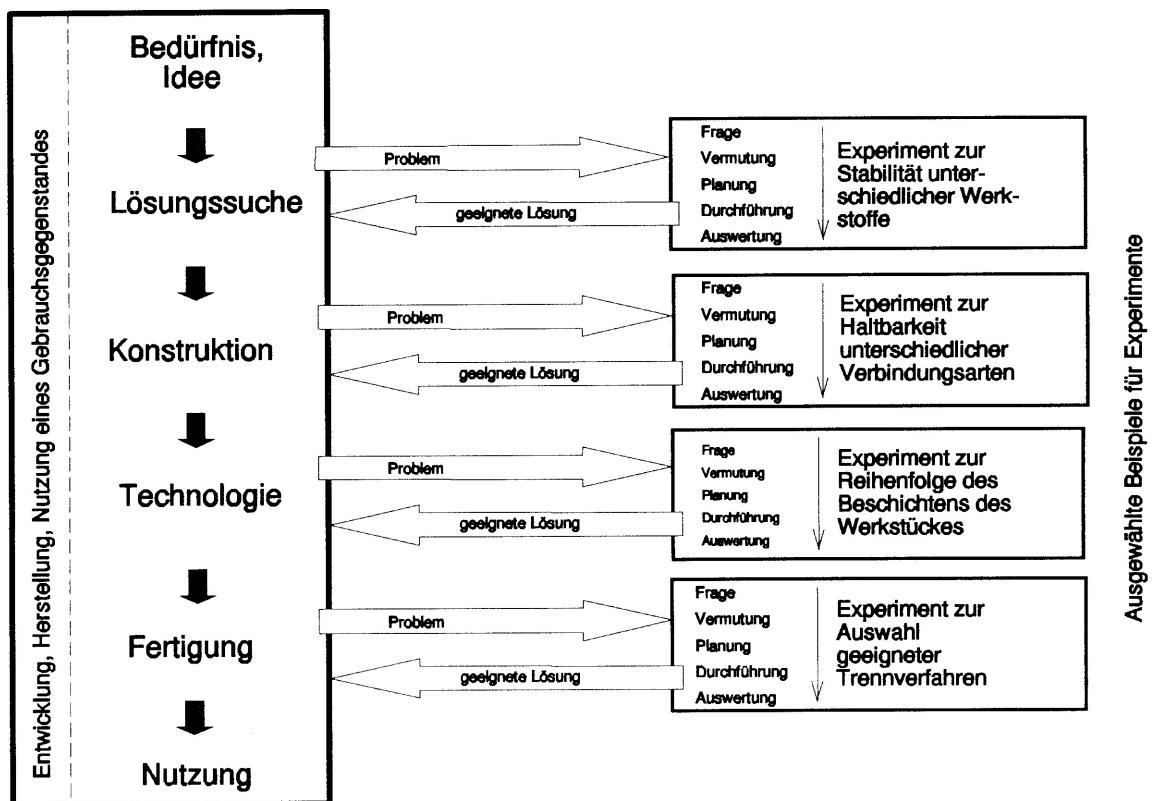 Entwicklung, Herstellung, Nutzung eines Gebrauchsgegenstandes
Bedürfnis,
Idee
Lösungssuche
Konstruktion
Technologie
Fertigung
Nutzung
Problem
geeignete Lösung
Frage
Vermutung
Planung
Durchführung
Auswertung
Experiment zur
Stabilität unter-
schiedlicher Werk-
stoffe
Problem
geeignete Lösung
Frage
Vermutung
Planung
Durchführung
Auswertung
Experiment zur
Haltbarkeit
unterschiedlicher
Verbindungsarten
Problem
geeignete Lösung
Frage
Vermutung
Planung
Durchführung
Auswertung
Experiment zur
Reihenfolge des
Beschichtens des
Werkstückes
Problem
geeignete Lösung
Frage
Vermutung
Planung
Durchführung
Auswertung
Experiment zur
Auswahl
geeigneter
Trennverfahren
Ausgewählte Beispiele für Experimente